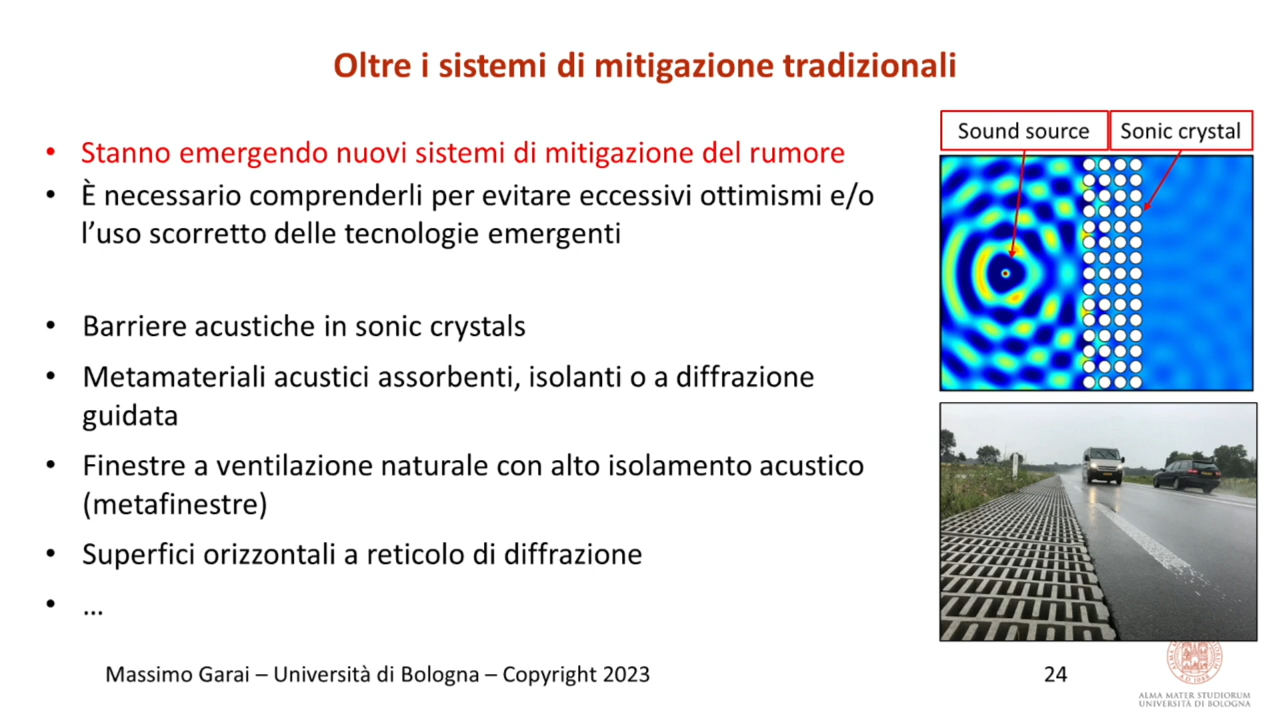 Oltre i sistemi di mitigazione tradizionali
• Stanno emergendo nuovi sistemi di mitigazione del rumore
• È necessario comprenderli per evitare eccessivi ottimismi e/o
l’uso scorretto delle tecnologie emergenti
• Barriere acustiche in sonic crystals
• Metamateriali acustici assorbenti, isolanti o a diffrazione
guidata
• Finestre a ventilazione naturale con alto isolamento acustico
(metafinestre)
• Superfici orizzontali a reticolo di diffrazione
• …
Sound source
Sonic crystal
Massimo Garai – Università di Bologna – Copyright 2023
24
ALMA MATER STUDIORUM
UNIVERSITÀ DI BOLOGNA